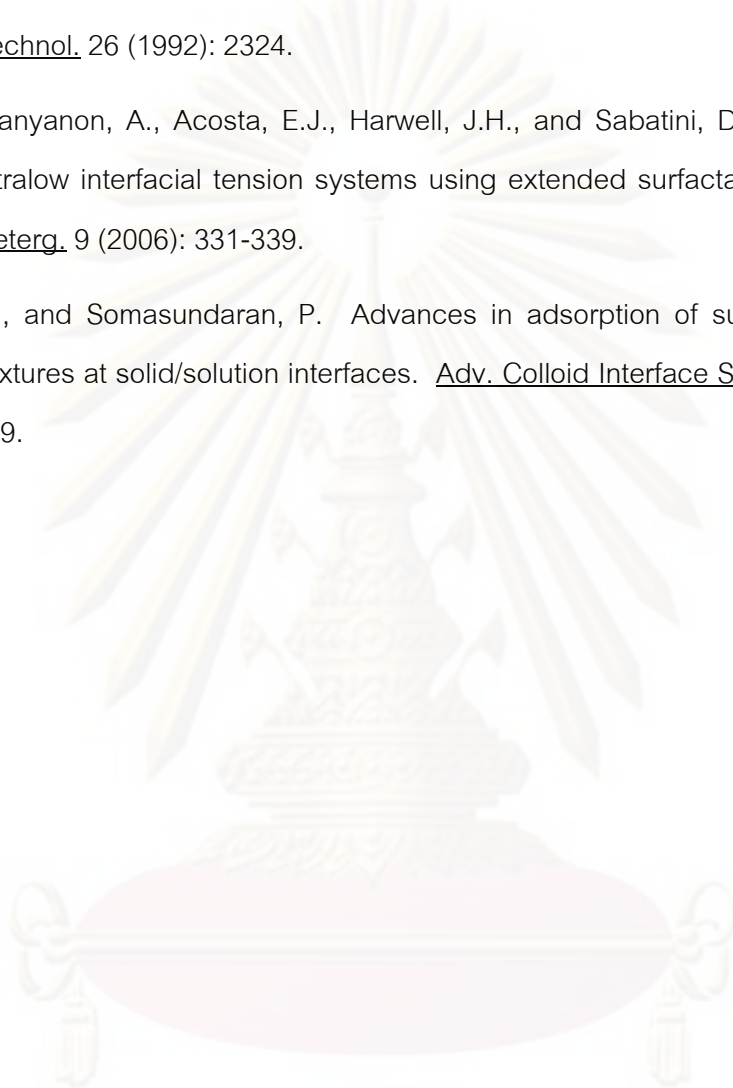 echnol. 26 (1992): 2324.
anyanon, A., Acosta, E.J., Harwell, J.H., and Sabatini, D
tralow interfacial tension systems using extended surfacta
eterg. 9 (2006): 331-339.
., and Somasundaran, P. Advances in adsorption of su
xtures at solid/solution interfaces. Adv. Colloid Interface S
9.